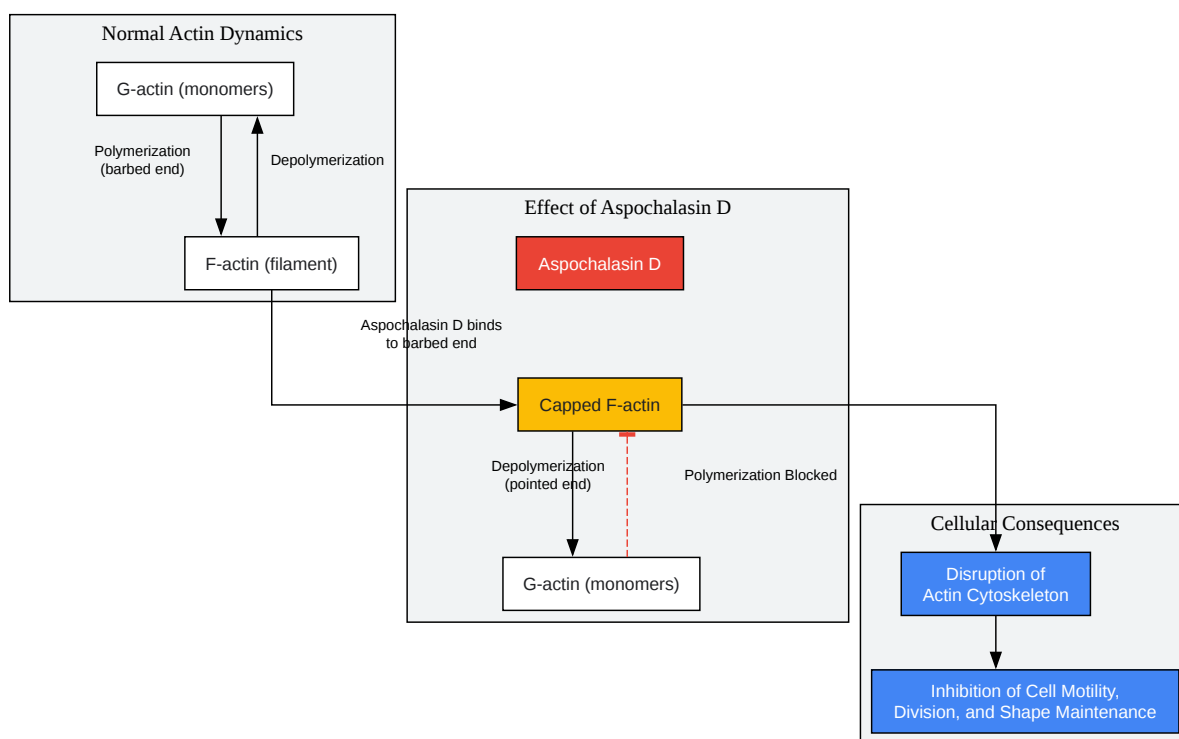 Normal Actin Dynamics
G-actin (monomers)
Polymerization
(barbed end)
Depolymerization
F-actin (filament)
Effect of Aspochalasin D
Aspochalasin D
Aspochalasin D binds
to barbed end
Capped F-actin
Depolymerization
(pointed end)
Polymerization Blocked
G-actin (monomers)
Cellular Consequences
Disruption of
Actin Cytoskeleton
Inhibition of Cell Motility,
Division, and Shape Maintenance